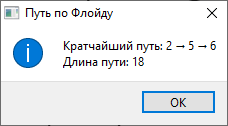 Путь по Флойду
Кратчайший путь: 2 → 5 → 6
Длина пути: 18
OK